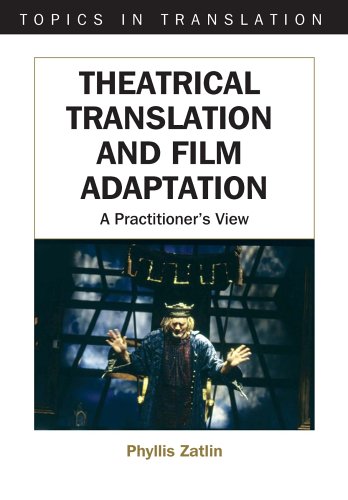 TOPICS IN TRANSLATION
THEATRICAL
TRANSLATION
AND FILM
ADAPTATION
A Practitioner's View
Phyllis Zatlin